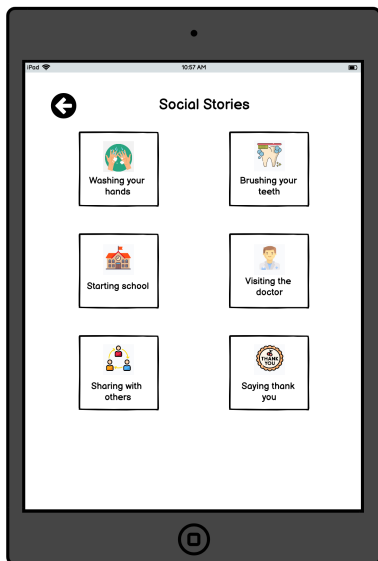 iPad
10:57 AM
Social Stories
Washing your
hands
Brushing your
teeth
Starting school
Visiting the
doctor
THANK
YOU
Sharing with
others
Saying thank
you